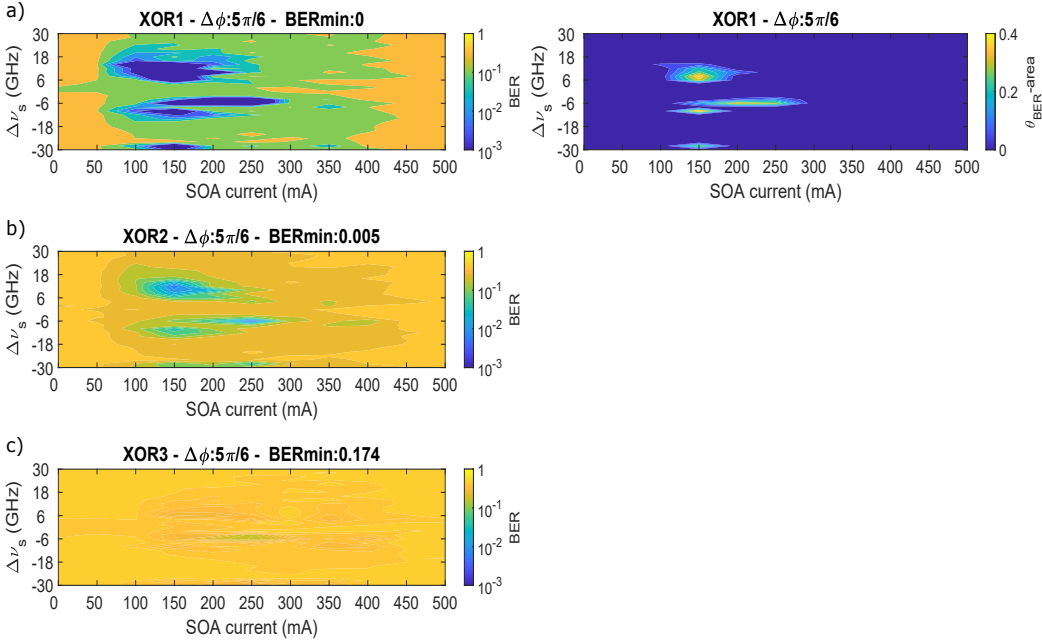 a)
XOR1 - Δϕ:5π/6 - BERmin:0
30
18
6
-6
-18
-30
Δν_s (GHz)
0 50 100 150 200 250 300 350 400 450 500
SOA current (mA)
1
10^-1
10^-2
10^-3
BER
XOR1 - Δϕ:5π/6
30
18
6
-6
-18
-30
Δν_s (GHz)
0 100 200 300 400 500
SOA current (mA)
0.4
0.2
0
θ_BER-area
b)
XOR2 - Δϕ:5π/6 - BERmin:0.005
30
18
6
-6
-18
-30
Δν_s (GHz)
0 50 100 150 200 250 300 350 400 450 500
SOA current (mA)
1
10^-1
10^-2
10^-3
BER
c)
XOR3 - Δϕ:5π/6 - BERmin:0.174
30
18
6
-6
-18
-30
Δν_s (GHz)
0 50 100 150 200 250 300 350 400 450 500
SOA current (mA)
1
10^-1
10^-2
10^-3
BER